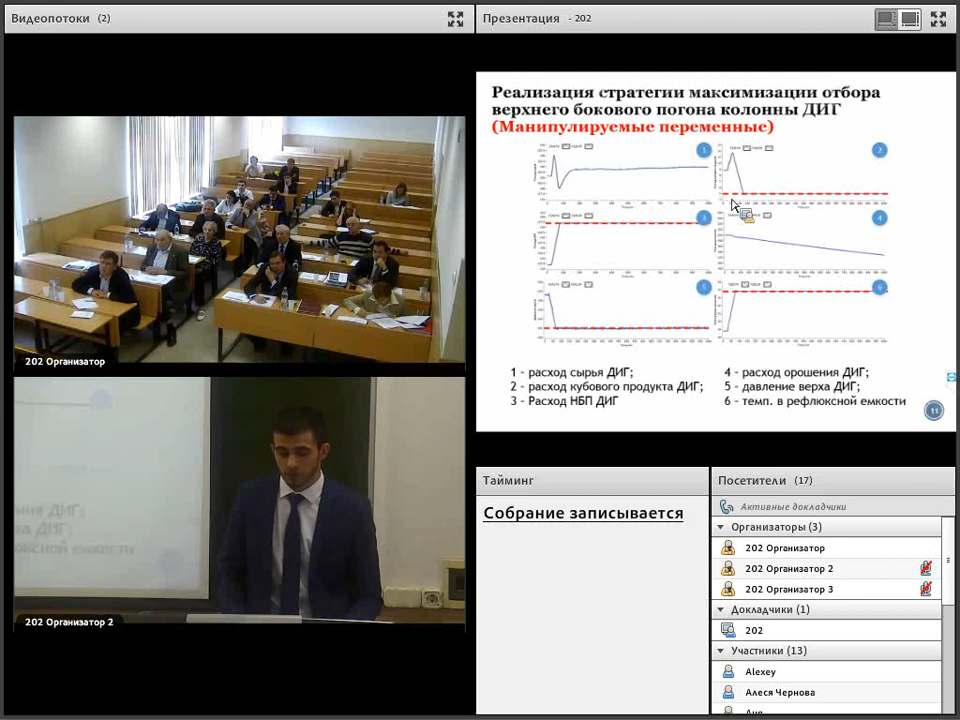 Видеопотоки (2)
202 Организатор
202 Организатор 2
Презентация - 202
Реализация стратегии максимизации отбора
верхнего бокового погона колонны ДИГ
(Манипулируемые переменные)
1
2
3
4
5
6
1 - расход сырья ДИГ;
2 - расход кубового продукта ДИГ;
3 - Расход НБП ДИГ
4 - расход орошения ДИГ;
5 - давление верха ДИГ;
6 - темп. в рефлюксной емкости
11
Тайминг
Собрание записывается
Посетители (17)
Активные докладчики
Организаторы (3)
202 Организатор
202 Организатор 2
202 Организатор 3
Докладчики (1)
202
Участники (13)
Alexey
Алеся Чернова